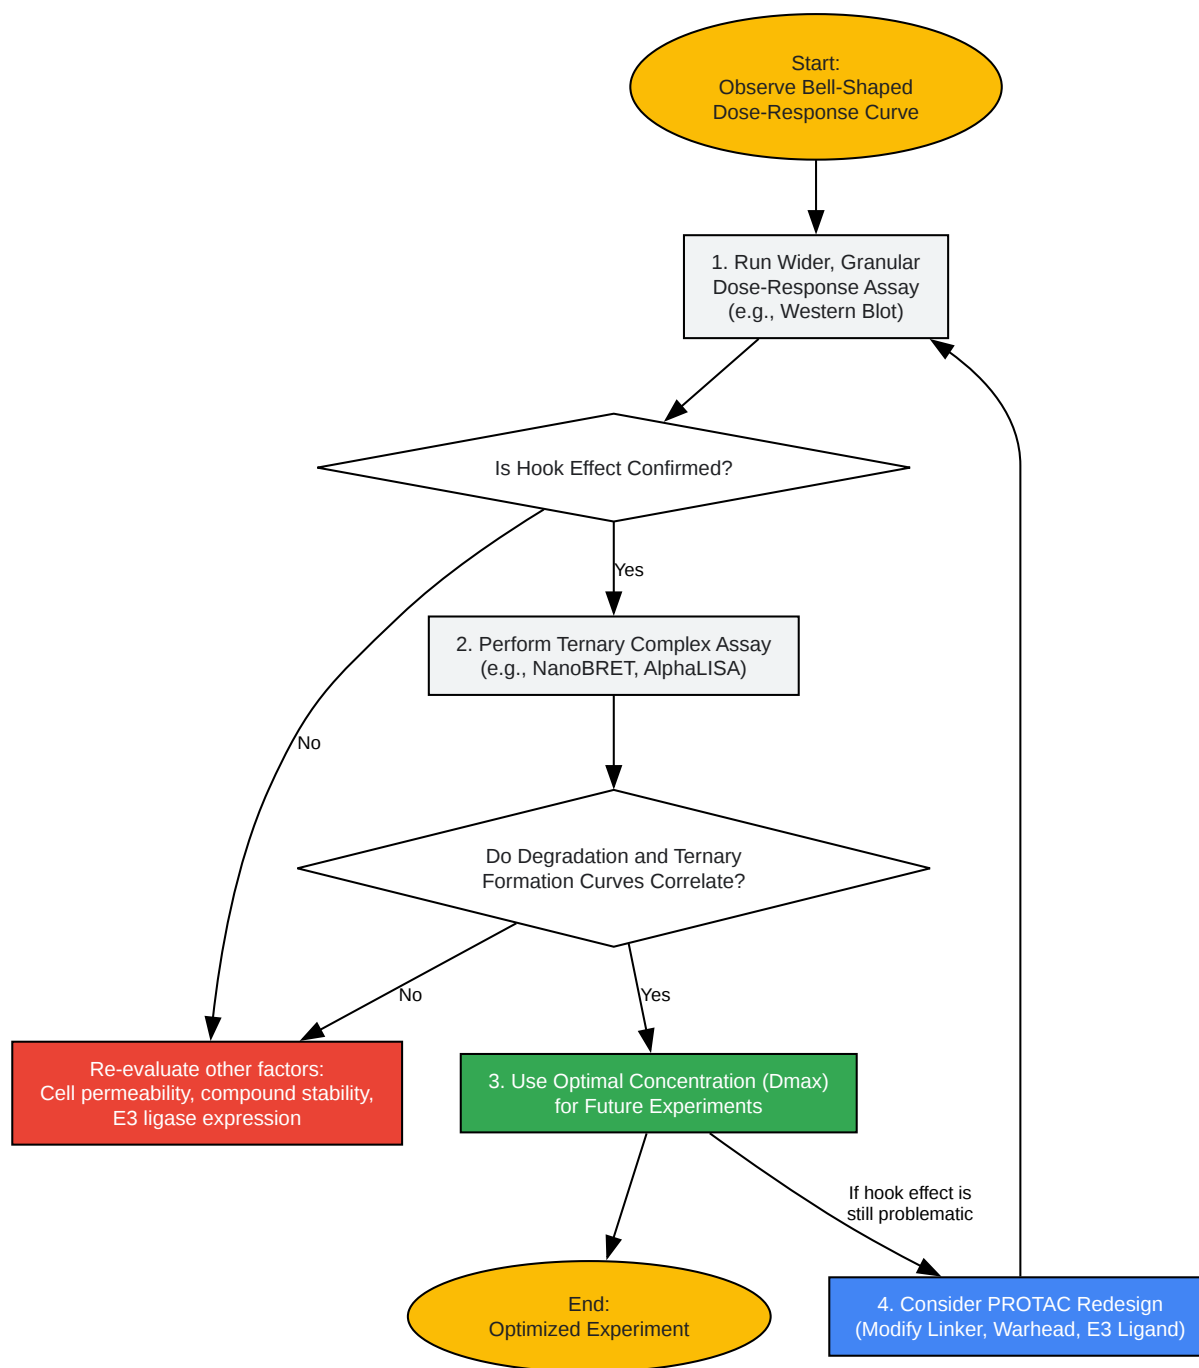 Start:
Observe Bell-Shaped
Dose-Response Curve
1. Run Wider, Granular
Dose-Response Assay
(e.g., Western Blot)
Is Hook Effect Confirmed?
Yes
2. Perform Ternary Complex Assay
(e.g., NanoBRET, AlphaLISA)
No
Do Degradation and Ternary
Formation Curves Correlate?
No
Yes
Re-evaluate other factors:
Cell permeability, compound stability,
E3 ligase expression
3. Use Optimal Concentration (Dmax)
for Future Experiments
If hook effect is
still problematic
End:
Optimized Experiment
4. Consider PROTAC Redesign
(Modify Linker, Warhead, E3 Ligand)